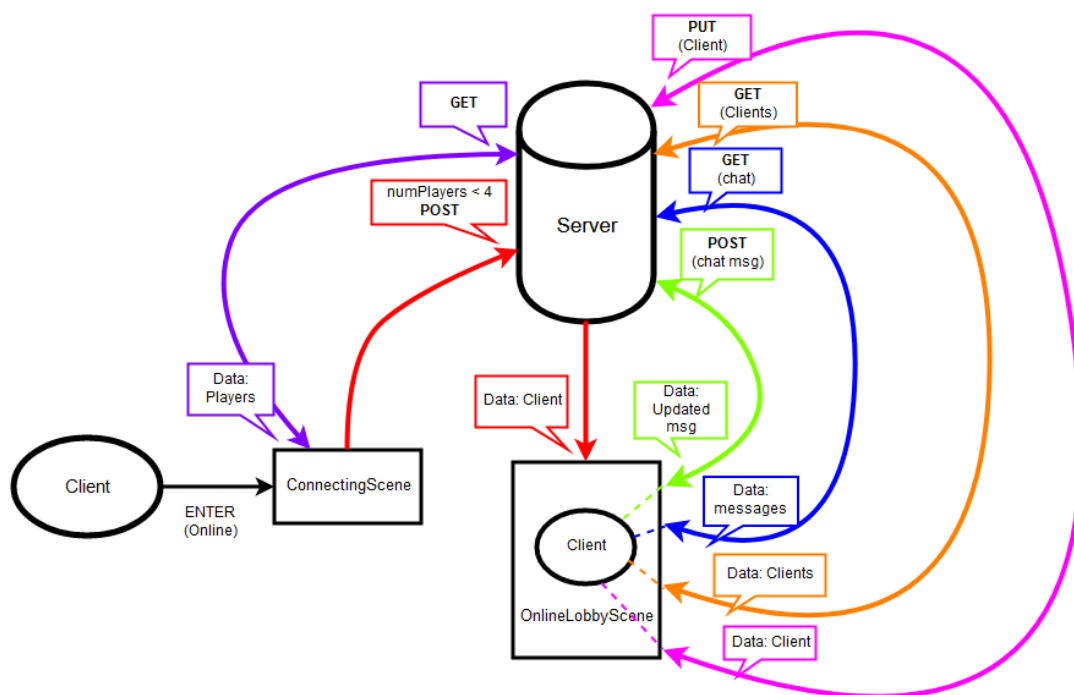 PUT
(Client)
GET
GET
(Clients)
GET
(chat)
numPlayers < 4
POST
Server
POST
(chat msg)
Data:
Players
Data: Client
Data:
Updated
msg
Client
ConnectingScene
ENTER
(Online)
Data:
messages
Client
Data: Clients
OnlineLobbyScene
Data: Client